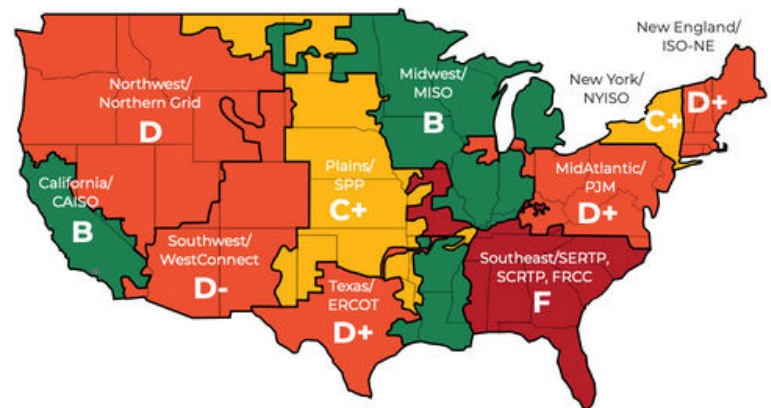 New England/
ISO-NE
New York/
NYISO
Northwest/
Northern Grid
D
Midwest/
MISO
B
C+
D+
California/
CAISO
B
Plains/
SPP
C+
MidAtlantic/
PJM
D+
Southwest/
WestConnect
D-
Texas/
ERCOT
D+
Southeast/SERTP,
SCRTP, FRCC
F